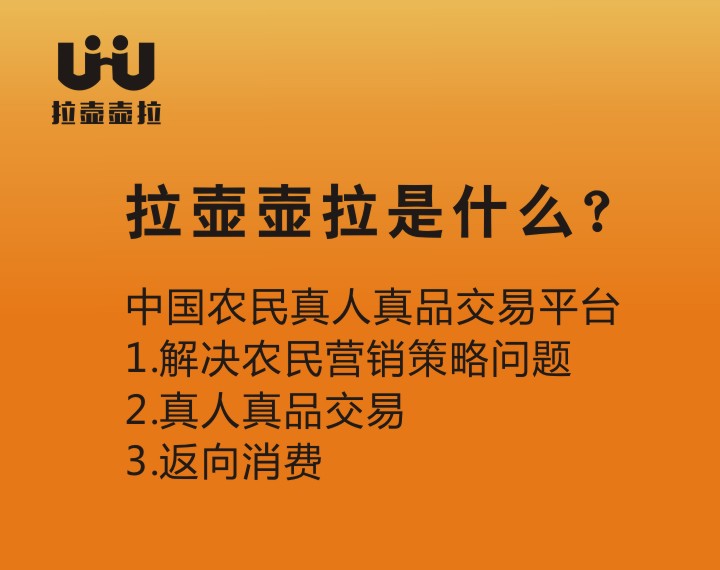 拉壶壶拉
拉壶壶拉是什么?
中国农民真人真品交易平台
1.解决农民营销策略问题
2.真人真品交易
3.返向消费